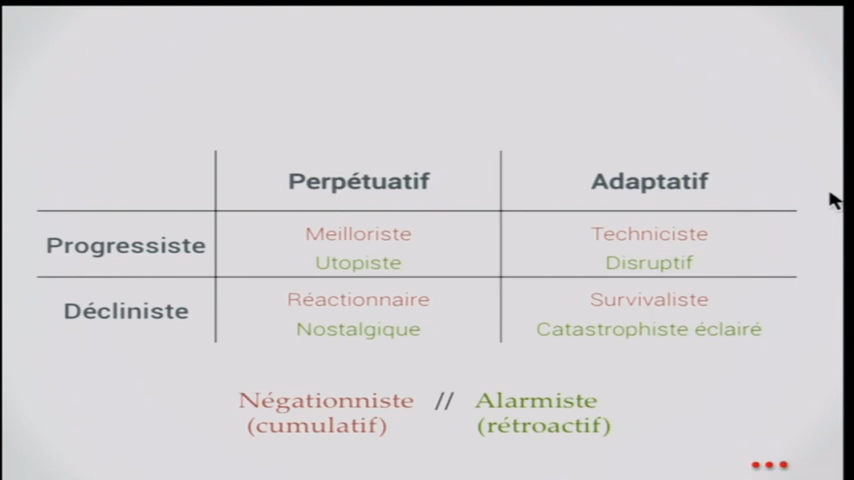 Perpétuatif Adaptatif
Progressiste Meilloriste Techniciste
Utopiste Disruptif
Décliniste Réactionnaire Survivaliste
Nostalgique Catastrophiste éclairé
Négationniste // Alarmiste
(cumulatif) (rétroactif)